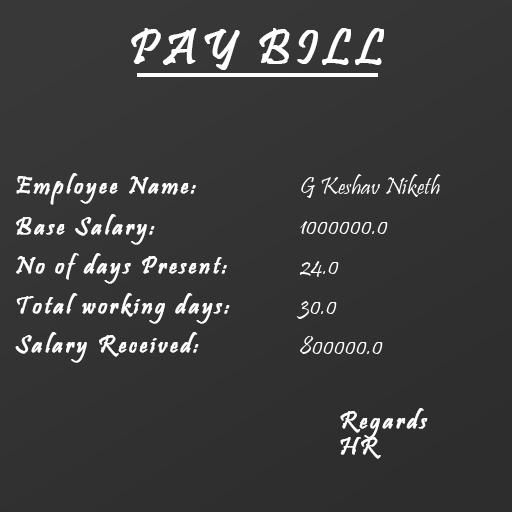 PAY BILL
Employee Name: G Keshav Niketh
Base Salary: 1000000.0
No of days Present: 24.0
Total working days: 30.0
Salary Received: 800000.0
Regards
HR